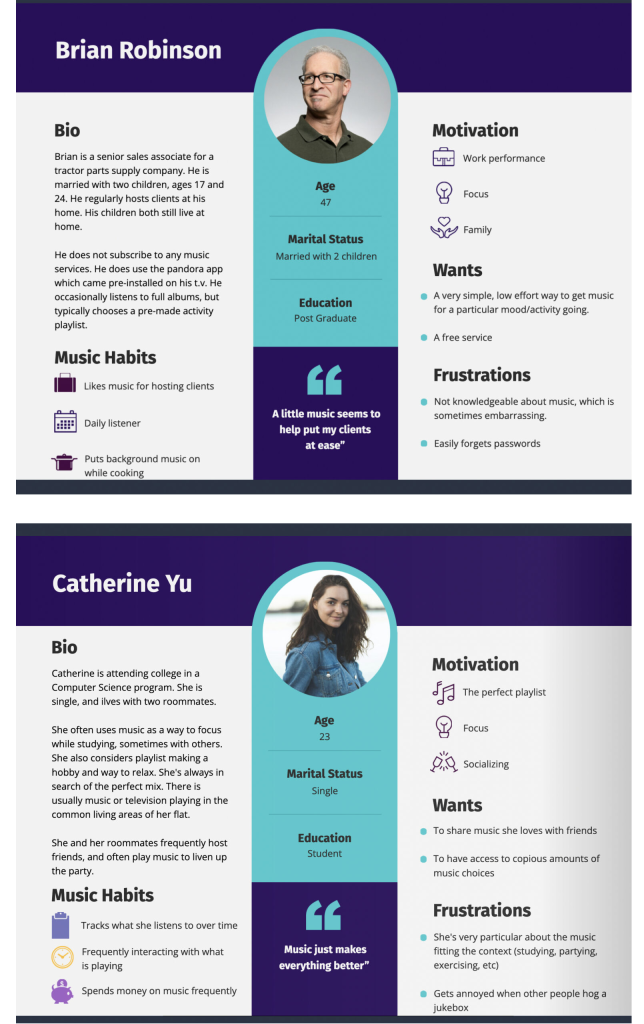 Brian Robinson
Bio
Brian is a senior sales associate for a
tractor parts supply company. He is
married with two children, ages 17 and
24. He regularly hosts clients at his
home. His children both still live at
home.
He does not subscribe to any music
services. He does use the pandora app
which came pre-installed on his t.v. He
occasionally listens to full albums, but
typically chooses a pre-made activity
playlist.
Music Habits
Likes music for hosting clients
Daily listener
Puts background music on
while cooking
Age
47
Marital Status
Married with 2 children
Education
Post Graduate
A little music seems to
help put my clients
at ease”
Motivation
Work performance
Focus
Family
Wants
A very simple, low effort way to get music
for a particular mood/activity going.
A free service
Frustrations
Not knowledgeable about music, which is
sometimes embarrassing.
Easily forgets passwords
Catherine Yu
Bio
Catherine is attending college in a
Computer Science program. She is
single, and ilves with two roommates.
She often uses music as a way to focus
while studying, sometimes with others.
She also considers playlist making a
hobby and way to relax. She's always in
search of the perfect mix. There is
usually music or television playing in the
common living areas of her flat.
She and her roommates frequently host
friends, and often play music to liven up
the party.
Music Habits
Tracks what she listens to over time
Frequently interacting with what
is playing
Spends money on music frequently
Age
23
Marital Status
Single
Education
Student
Music just makes
everything better”
Motivation
The perfect playlist
Focus
Socializing
Wants
To share music she loves with friends
To have access to copious amounts of
music choices
Frustrations
She's very particular about the music
fitting the context (studying, partying,
exercising, etc)
Gets annoyed when other people hog a
jukebox